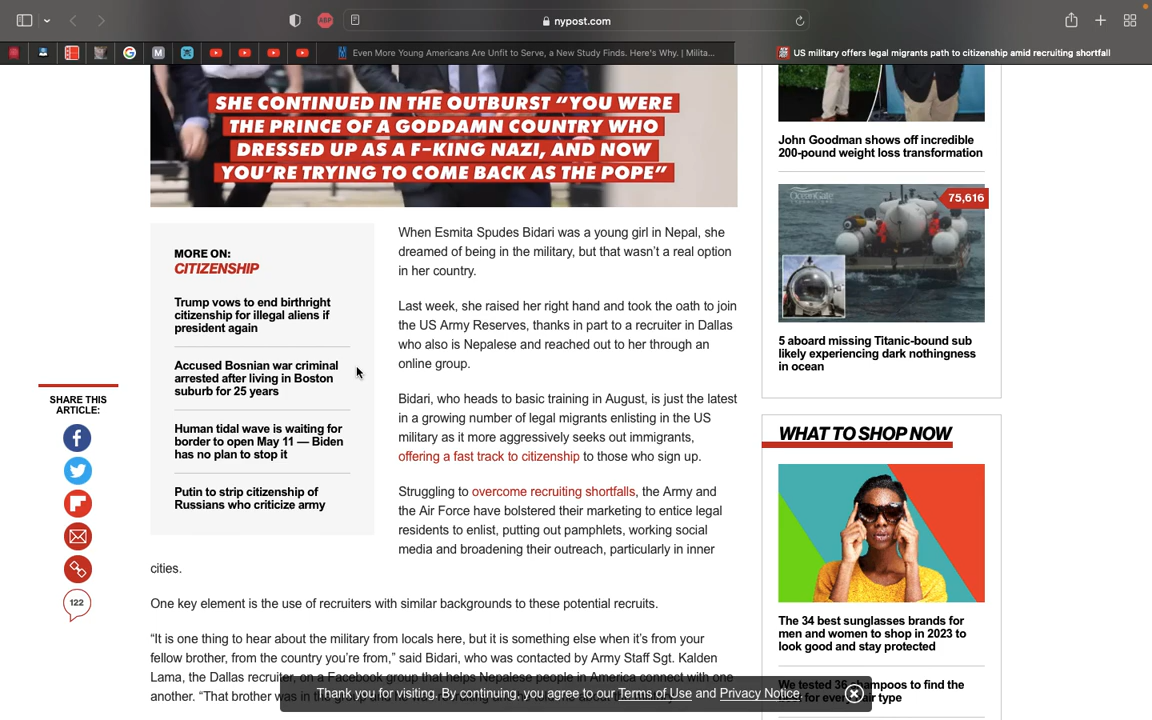 nypost.com
ABP
M
Even More Young Americans Are Unfit to Serve, a New Study Finds. Here's Why. | Milita...
US military offers legal migrants path to citizenship amid recruiting shortfall
SHE CONTINUED IN THE OUTBURST “YOU WERE
THE PRINCE OF A GODDAMN COUNTRY WHO
DRESSED UP AS A F-KING NAZI, AND NOW
YOU’RE TRYING TO COME BACK AS THE POPE”
MORE ON:
CITIZENSHIP
Trump vows to end birthright
citizenship for illegal aliens if
president again
Accused Bosnian war criminal
arrested after living in Boston
suburb for 25 years
Human tidal wave is waiting for
border to open May 11 — Biden
has no plan to stop it
Putin to strip citizenship of
Russians who criticize army
SHARE THIS
ARTICLE:
122
When Esmita Spudes Bidari was a young girl in Nepal, she
dreamed of being in the military, but that wasn’t a real option
in her country.
Last week, she raised her right hand and took the oath to join
the US Army Reserves, thanks in part to a recruiter in Dallas
who also is Nepalese and reached out to her through an
online group.
Bidari, who heads to basic training in August, is just the latest
in a growing number of legal migrants enlisting in the US
military as it more aggressively seeks out immigrants,
offering a fast track to citizenship to those who sign up.
Struggling to overcome recruiting shortfalls, the Army and
the Air Force have bolstered their marketing to entice legal
residents to enlist, putting out pamphlets, working social
media and broadening their outreach, particularly in inner
cities.
One key element is the use of recruiters with similar backgrounds to these potential recruits.
“It is one thing to hear about the military from locals here, but it is something else when it’s from your
fellow brother, from the country you’re from,” said Bidari, who was contacted by Army Staff Sgt. Kalden
Lama, the Dallas recruiter, on a Facebook group that helps Nepalese people in America connect with one
another. “That brother was in
Thank you for visiting. By continuing, you agree to our Terms of Use and Privacy Notice.
John Goodman shows off incredible
200-pound weight loss transformation
OceanGate
75,616
5 aboard missing Titanic-bound sub
likely experiencing dark nothingness
in ocean
WHAT TO SHOP NOW
The 34 best sunglasses brands for
men and women to shop in 2023 to
look good and stay protected
We tested 36 shampoos to find the
for every hair type